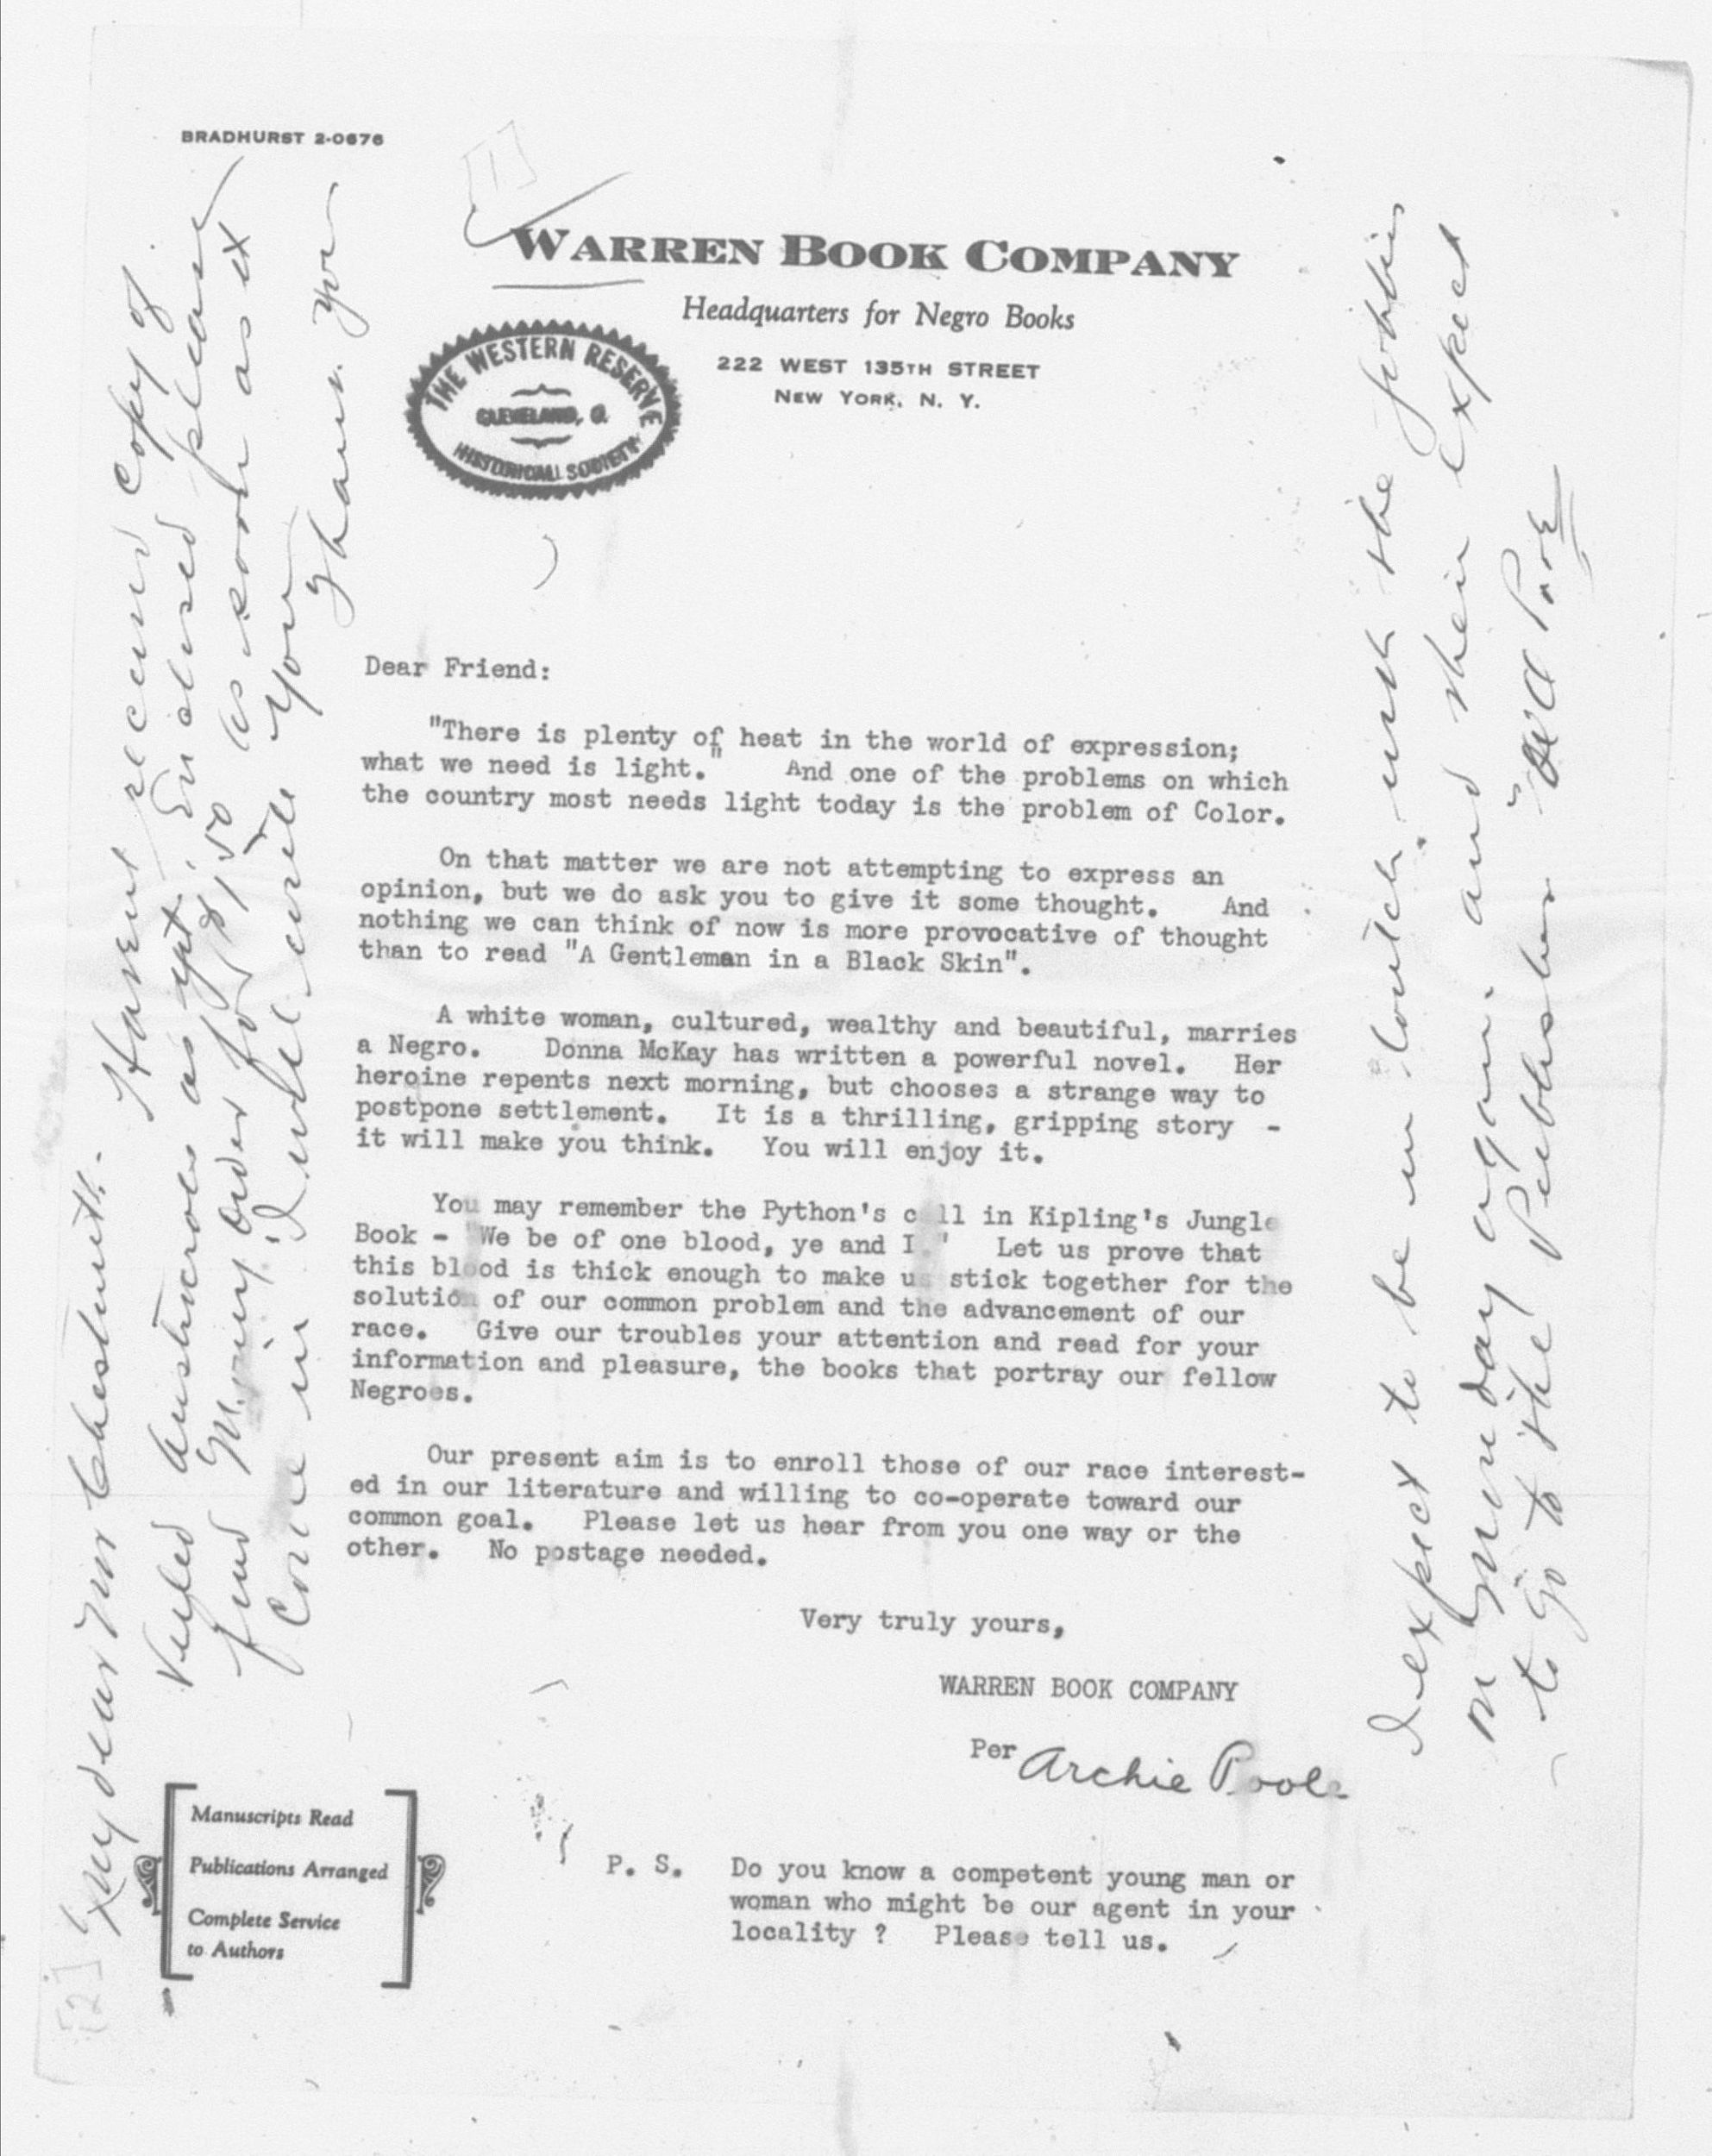 BRADHURST 2-0676
[1]
WARREN BOOK COMPANY
Headquarters for Negro Books
222 WEST 135TH STREET
NEW YORK, N. Y.
THE WESTERN RESERVE
CLEVELAND, O.
HISTORICAL SOCIETY
Dear Friend:
"There is plenty of heat in the world of expression;
what we need is light." And one of the problems on which
the country most needs light today is the problem of Color.
On that matter we are not attempting to express an
opinion, but we do ask you to give it some thought. And
nothing we can think of now is more provocative of thought
than to read "A Gentleman in a Black Skin".
A white woman, cultured, wealthy and beautiful, marries
a Negro. Donna McKay has written a powerful novel. Her
heroine repents next morning, but chooses a strange way to
postpone settlement. It is a thrilling, gripping story -
it will make you think. You will enjoy it.
You may remember the Python's call in Kipling's Jungle
Book - "We be of one blood, ye and I." Let us prove that
this blood is thick enough to make us stick together for the
solution of our common problem and the advancement of our
race. Give our troubles your attention and read for your
information and pleasure, the books that portray our fellow
Negroes.
Our present aim is to enroll those of our race interest-
ed in our literature and willing to co-operate toward our
common goal. Please let us hear from you one way or the
other. No postage needed.
Very truly yours,
WARREN BOOK COMPANY
Per Archie Poole
Manuscripts Read
Publications Arranged
Complete Service
to Authors
P. S. Do you know a competent young man or
woman who might be our agent in your
locality ? Please tell us.
[2]
My dear Mr Chesnutt. Havent received copy of
Veiled Aristocrats as yet. Enclosed please
find Money Order for $1.50 as soon as it
come in, I will write you
Thank you
I expect to be in touch with the jobbers
Monday again. and then expect
to go to the Publisher